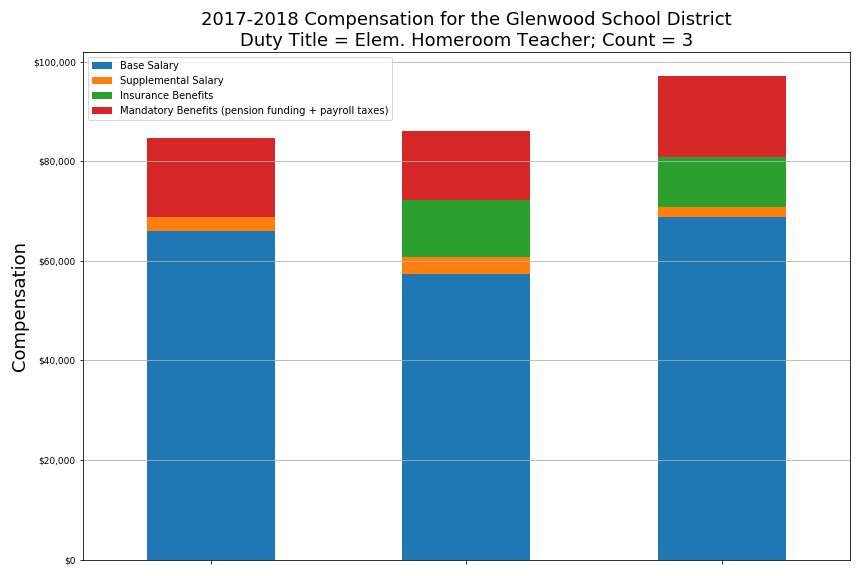 2017-2018 Compensation for the Glenwood School District
Duty Title = Elem. Homeroom Teacher; Count = 3
Base Salary
Supplemental Salary
Insurance Benefits
Mandatory Benefits (pension funding + payroll taxes)
$100,000
$80,000
$60,000
$40,000
$20,000
$0
Compensation